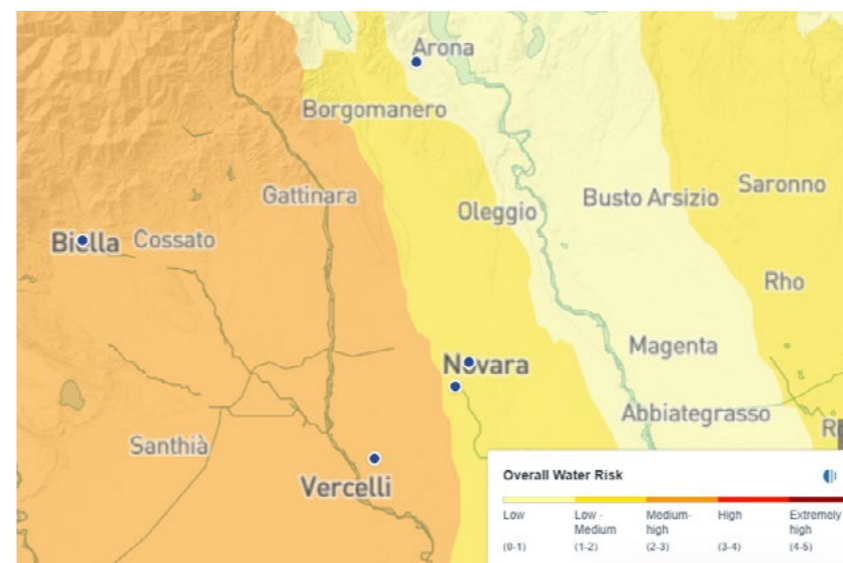 Arona
Borgomanero
Gattinara
Busto Arsizio
Saronno
Oleggio
Biella Cossato
Rho
Magenta
Novara
Abbiategrasso
Santhià
Vercelli
Overall Water Risk
Low
Low -
Medium
Medium-
high
High
Extremely
high
(0-1)
(1-2)
(2-3)
(3-4)
(4-5)